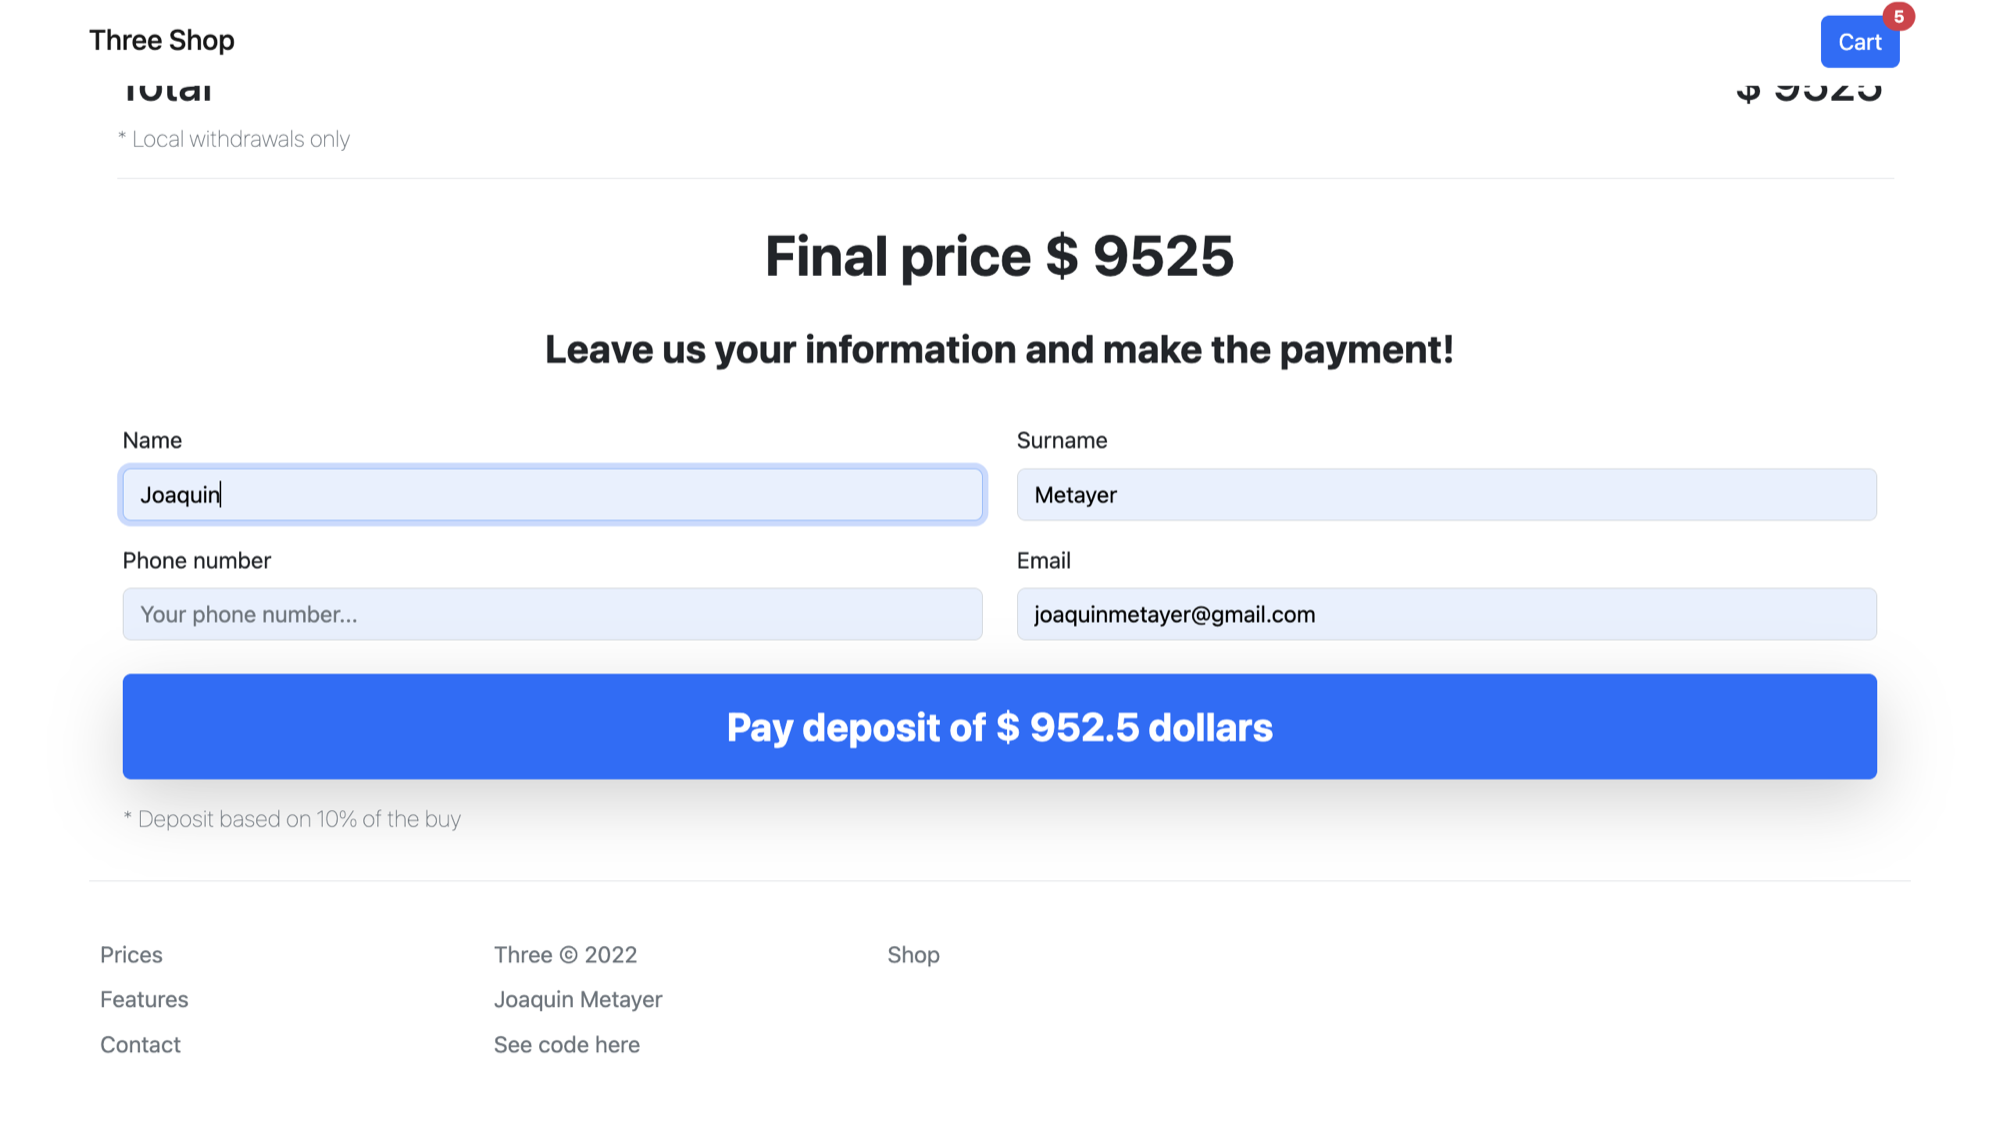 Three Shop
Cart
5
Total
$ 9525
* Local withdrawals only
Final price $ 9525
Leave us your information and make the payment!
Name
Surname
Joaquin
Metayer
Phone number
Email
Your phone number...
joaquinmetayer@gmail.com
Pay deposit of $ 952.5 dollars
* Deposit based on 10% of the buy
Prices
Three © 2022
Shop
Features
Joaquin Metayer
Contact
See code here